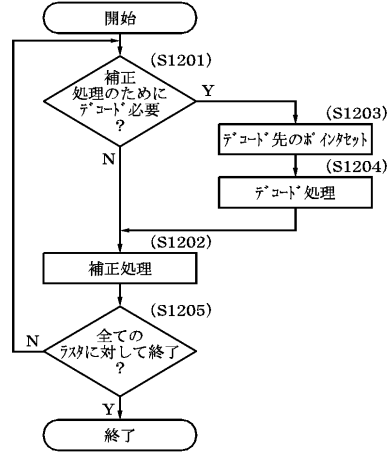 開始
(S1201)
補正
処理のために
ﾃﾞｺｰﾄﾞ必要
?
Y
N
(S1203)
ﾃﾞｺｰﾄﾞ先のﾎﾟｲﾝﾀｾｯﾄ
(S1204)
ﾃﾞｺｰﾄﾞ処理
(S1202)
補正処理
(S1205)
全ての
ﾗｽﾀに対して終了
?
N
Y
終了